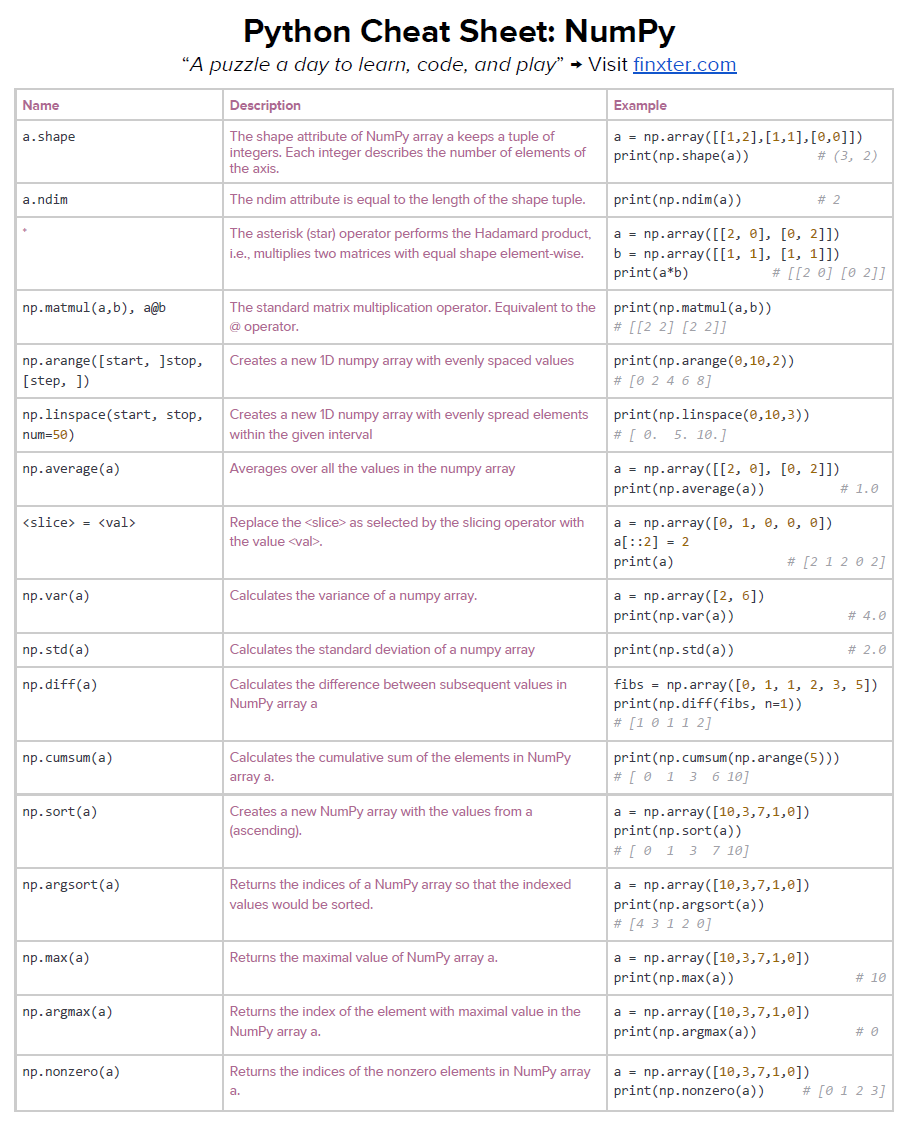 Python Cheat Sheet: NumPy
“A puzzle a day to learn, code, and play” → Visit finxter.com
Name Description Example
a.shape The shape attribute of NumPy array a keeps a tuple of integers. Each integer describes the number of elements of the axis.
a = np.array([[1,2],[1,1],[0,0]])
print(np.shape(a)) # (3, 2)
a.ndim The ndim attribute is equal to the length of the shape tuple. print(np.ndim(a)) # 2
* The asterisk (star) operator performs the Hadamard product,
i.e., multiplies two matrices with equal shape element-wise.
a = np.array([[2, 0], [0, 2]])
b = np.array([[1, 1], [1, 1]])
print(a*b) # [[2 0] [0 2]]
np.matmul(a,b), a@b
The standard matrix multiplication operator. Equivalent to the
@ operator.
print(np.matmul(a,b))
# [[2 2] [2 2]]
np.arange([start, ]stop,
[step, ])
Creates a new 1D numpy array with evenly spaced values
print(np.arange(0,10,2))
# [0 2 4 6 8]
np.linspace(start, stop,
num=50)
Creates a new 1D numpy array with evenly spread elements
within the given interval
print(np.linspace(0,10,3))
# [ 0. 5. 10.]
np.average(a)
Averages over all the values in the numpy array
a = np.array([[2, 0], [0, 2]])
print(np.average(a)) # 1.0
<slice> = <val>
Replace the <slice> as selected by the slicing operator with
the value <val>.
a = np.array([0, 1, 0, 0, 0])
a[::2] = 2
print(a) # [2 1 2 0 2]
np.var(a)
Calculates the variance of a numpy array.
a = np.array([2, 6])
print(np.var(a)) # 4.0
np.std(a)
Calculates the standard deviation of a numpy array
print(np.std(a)) # 2.0
np.diff(a)
Calculates the difference between subsequent values in
NumPy array a
fibs = np.array([0, 1, 1, 2, 3, 5])
print(np.diff(fibs, n=1))
# [1 0 1 1 2]
np.cumsum(a)
Calculates the cumulative sum of the elements in NumPy
array a.
print(np.cumsum(np.arange(5)))
# [ 0 1 3 6 10]
np.sort(a)
Creates a new NumPy array with the values from a
(ascending).
a = np.array([10,3,7,1,0])
print(np.sort(a))
# [ 0 1 3 7 10]
np.argsort(a)
Returns the indices of a NumPy array so that the indexed
values would be sorted.
a = np.array([10,3,7,1,0])
print(np.argsort(a))
# [4 3 1 2 0]
np.max(a)
Returns the maximal value of NumPy array a.
a = np.array([10,3,7,1,0])
print(np.max(a)) # 10
np.argmax(a)
Returns the index of the element with maximal value in the
NumPy array a.
a = np.array([10,3,7,1,0])
print(np.argmax(a)) # 0
np.nonzero(a)
Returns the indices of the nonzero elements in NumPy array
a.
a = np.array([10,3,7,1,0])
print(np.nonzero(a)) # [0 1 2 3]